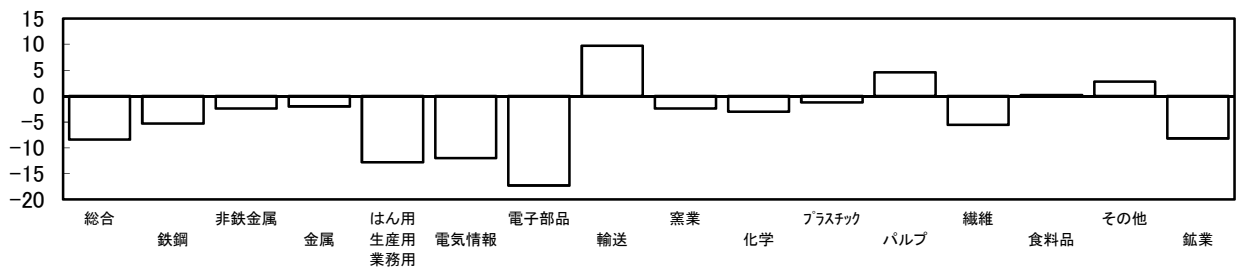 15
10
5
0
-5
-10
-15
-20
総合
鉄鋼
非鉄金属
金属
はん用
生産用
業務用
電気情報
電子部品
輸送
窯業
化学
プラスチック
パルプ
繊維
食料品
その他
鉱業